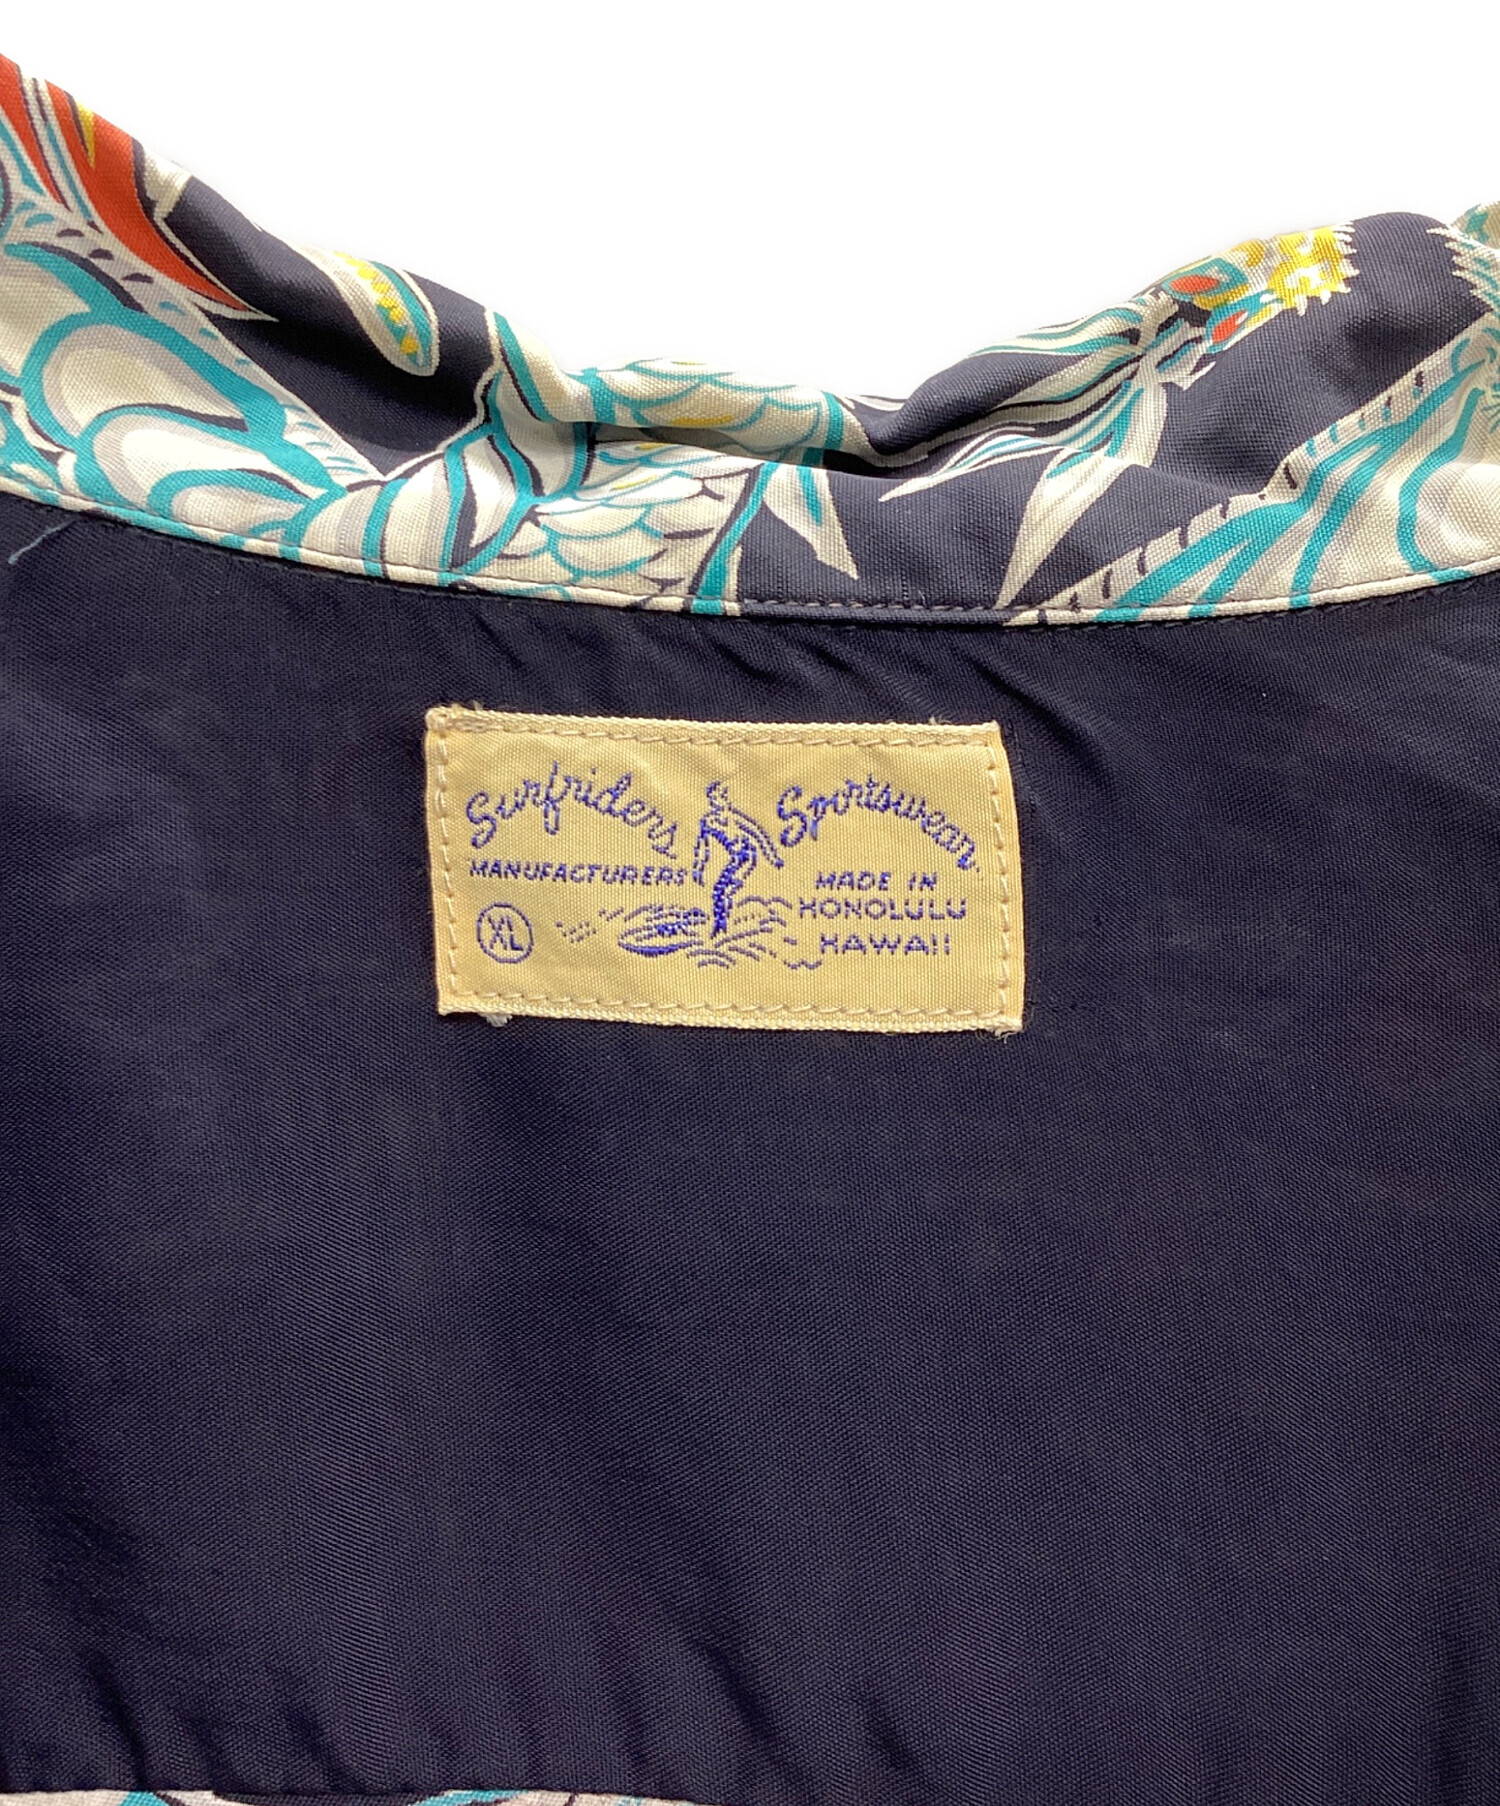 Surfriders Sportswear
MANUFACTURERS
MADE IN
HONOLULU
HAWAII
XL